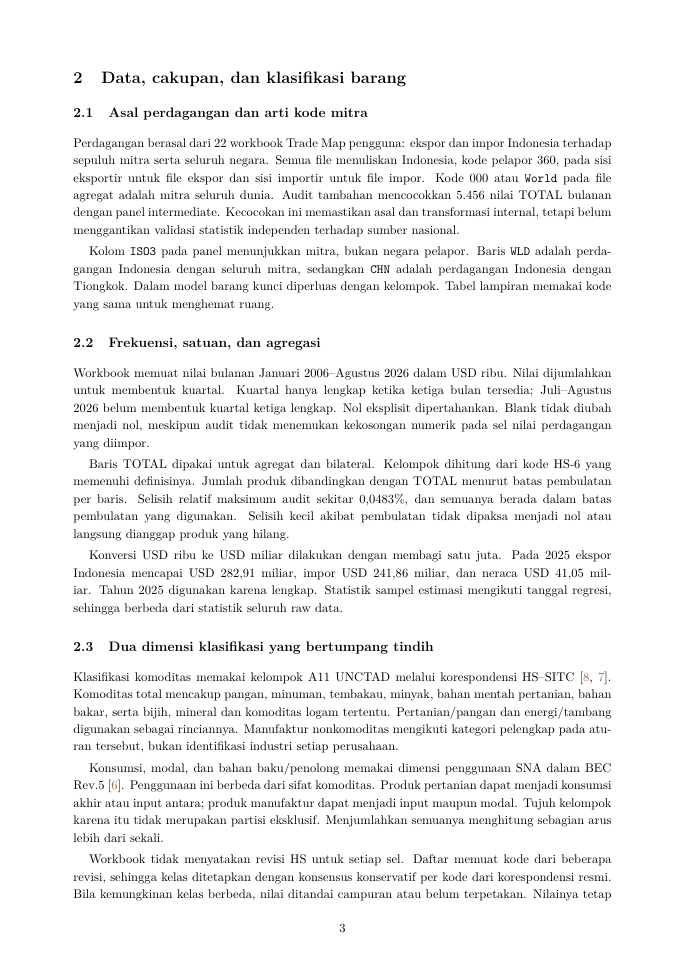 2 Data, cakupan, dan klasifikasi barang
2.1 Asal perdagangan dan arti kode mitra
Perdagangan berasal dari 22 workbook Trade Map pengguna: ekspor dan impor Indonesia terhadap
sepuluh mitra serta seluruh negara. Semua file menuliskan Indonesia, kode pelapor 360, pada sisi
eksportir untuk file ekspor dan sisi importir untuk file impor. Kode 000 atau World pada file
agregat adalah mitra seluruh dunia. Audit tambahan mencocokkan 5.456 nilai TOTAL bulanan
dengan panel intermediate. Kecocokan ini memastikan asal dan transformasi internal, tetapi belum
menggantikan validasi statistik independen terhadap sumber nasional.
Kolom ISO3 pada panel menunjukkan mitra, bukan negara pelapor. Baris WLD adalah perda-
gangan Indonesia dengan seluruh mitra, sedangkan CHN adalah perdagangan Indonesia dengan
Tiongkok. Dalam model barang kunci diperluas dengan kelompok. Tabel lampiran memakai kode
yang sama untuk menghemat ruang.
2.2 Frekuensi, satuan, dan agregasi
Workbook memuat nilai bulanan Januari 2006–Agustus 2026 dalam USD ribu. Nilai dijumlahkan
untuk membentuk kuartal. Kuartal hanya lengkap ketika ketiga bulan tersedia; Juli–Agustus
2026 belum membentuk kuartal ketiga lengkap. Nol eksplisit dipertahankan. Blank tidak diubah
menjadi nol, meskipun audit tidak menemukan kekosongan numerik pada sel nilai perdagangan
yang diimpor.
Baris TOTAL dipakai untuk agregat dan bilateral. Kelompok dihitung dari kode HS-6 yang
memenuhi definisinya. Jumlah produk dibandingkan dengan TOTAL menurut batas pembulatan
per baris. Selisih relatif maksimum audit sekitar 0,0483%, dan semuanya berada dalam batas
pembulatan yang digunakan. Selisih kecil akibat pembulatan tidak dipaksa menjadi nol atau
langsung dianggap produk yang hilang.
Konversi USD ribu ke USD miliar dilakukan dengan membagi satu juta. Pada 2025 ekspor
Indonesia mencapai USD 282,91 miliar, impor USD 241,86 miliar, dan neraca USD 41,05 mil-
iar. Tahun 2025 digunakan karena lengkap. Statistik sampel estimasi mengikuti tanggal regresi,
sehingga berbeda dari statistik seluruh raw data.
2.3 Dua dimensi klasifikasi yang bertumpang tindih
Klasifikasi komoditas memakai kelompok A11 UNCTAD melalui korespondensi HS–SITC [8, 7].
Komoditas total mencakup pangan, minuman, tembakau, minyak, bahan mentah pertanian, bahan
bakar, serta bijih, mineral dan komoditas logam tertentu. Pertanian/pangan dan energi/tambang
digunakan sebagai rinciannya. Manufaktur nonkomoditas mengikuti kategori pelengkap pada atu-
ran tersebut, bukan identifikasi industri setiap perusahaan.
Konsumsi, modal, dan bahan baku/penolong memakai dimensi penggunaan SNA dalam BEC
Rev.5 [6]. Penggunaan ini berbeda dari sifat komoditas. Produk pertanian dapat menjadi konsumsi
akhir atau input antara; produk manufaktur dapat menjadi input maupun modal. Tujuh kelompok
karena itu tidak merupakan partisi eksklusif. Menjumlahkan semuanya menghitung sebagian arus
lebih dari sekali.
Workbook tidak menyatakan revisi HS untuk setiap sel. Daftar memuat kode dari beberapa
revisi, sehingga kelas ditetapkan dengan konsensus konservatif per kode dari korespondensi resmi.
Bila kemungkinan kelas berbeda, nilai ditandai campuran atau belum terpetakan. Nilainya tetap
3